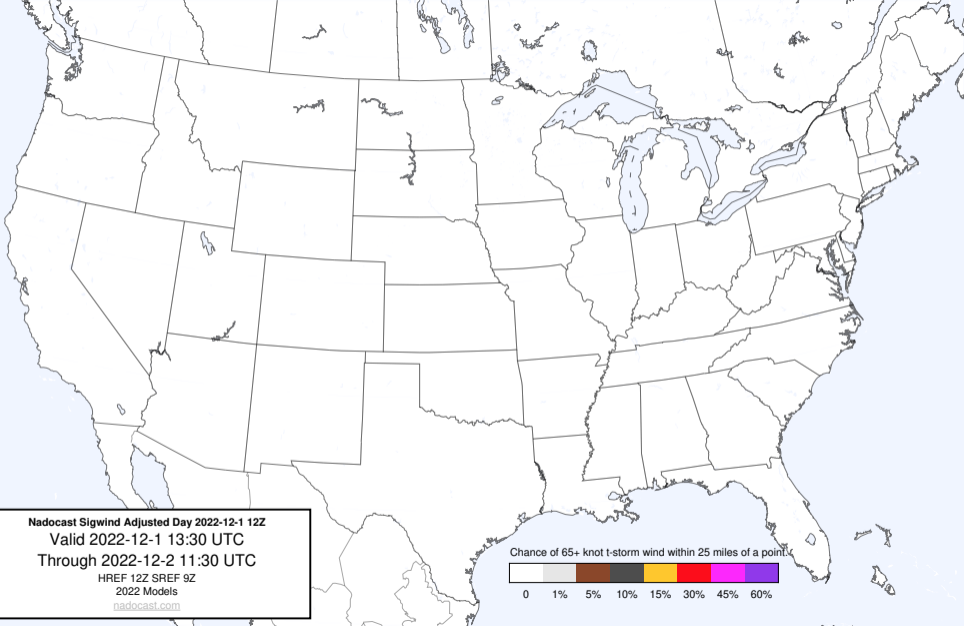 Nadocast Sigwind Adjusted Day 2022-12-1 12Z
Valid 2022-12-1 13:30 UTC
Through 2022-12-2 11:30 UTC
HREF 12Z SREF 9Z
2022 Models
nadocast.com
Chance of 65+ knot t-storm wind within 25 miles of a point.
0 1% 5% 10% 15% 30% 45% 60%